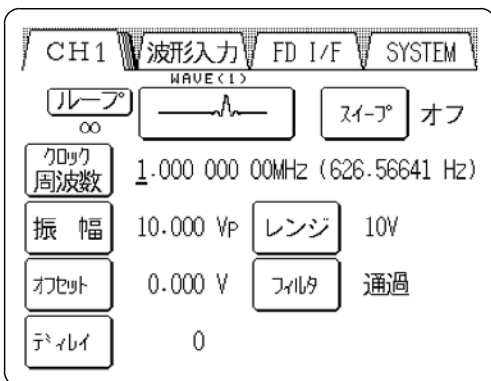 CH1 波形入力 FD I/F SYSTEM
WAVE(1)
ループ スイープ オフ
∞
クロック
周波数 1.000 000 00MHz (626.56641 Hz)
振幅 10.000 Vp レンジ 10V
オフセット 0.000 V フィルタ 通過
ディレイ 0